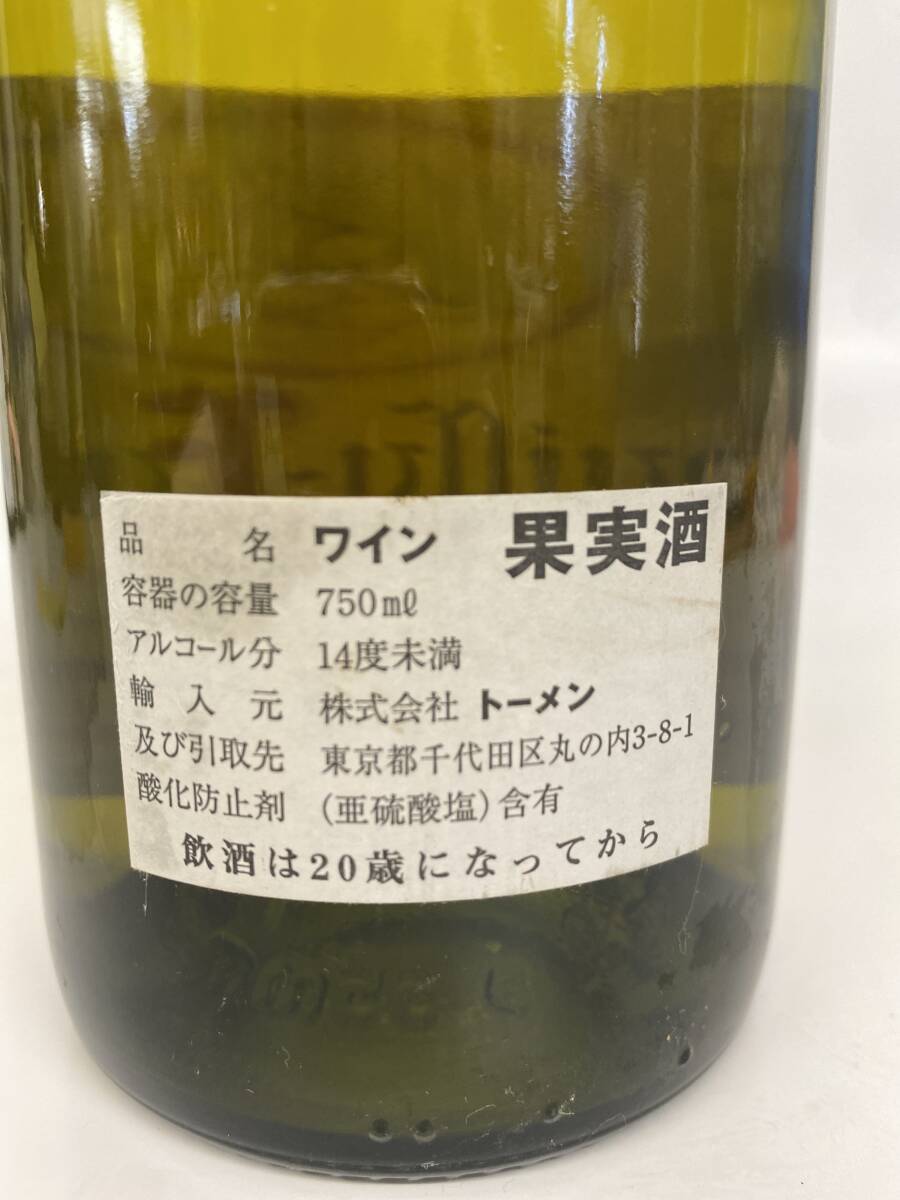 品名 ワイン 果実酒
容器の容量 750mℓ
アルコール分 14度未満
輸入元 株式会社 トーメン
及び引取先 東京都千代田区丸の内3-8-1
酸化防止剤 (亜硫酸塩)含有
飲酒は20歳になってから